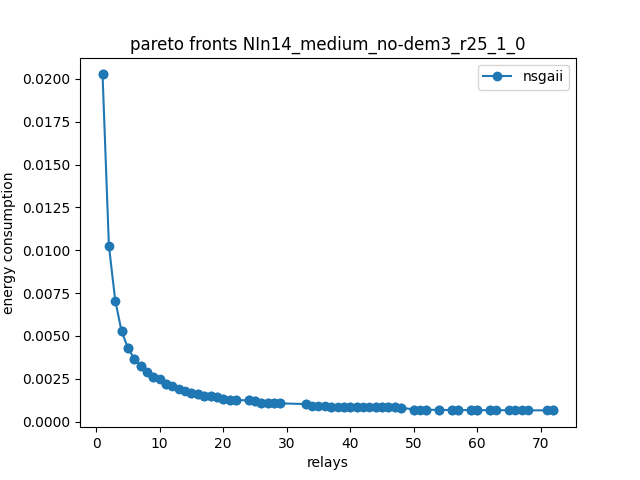 pareto fronts NIn14_medium_no-dem3_r25_1_0
nsgaii
energy consumption
0.0200
0.0175
0.0150
0.0125
0.0100
0.0075
0.0050
0.0025
0.0000
0 10 20 30 40 50 60 70
relays